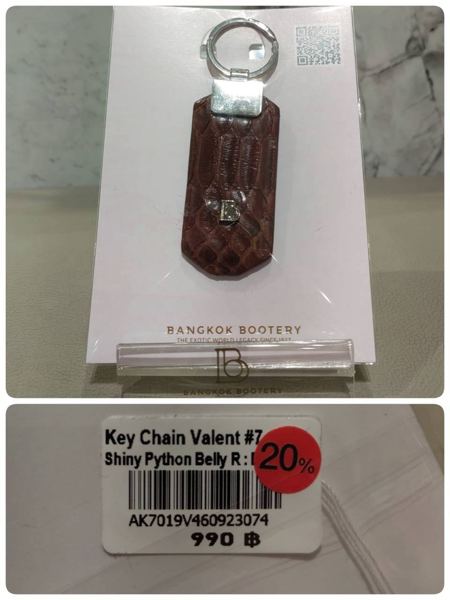 B
BANGKOK BOOTERY
THE EXOTIC WORLD LEGACY SINCE
B
BANGKOK BOOTERY
Key Chain Valent #7
Shiny Python Belly R :
20%
AK7019V460923074
990 ฿